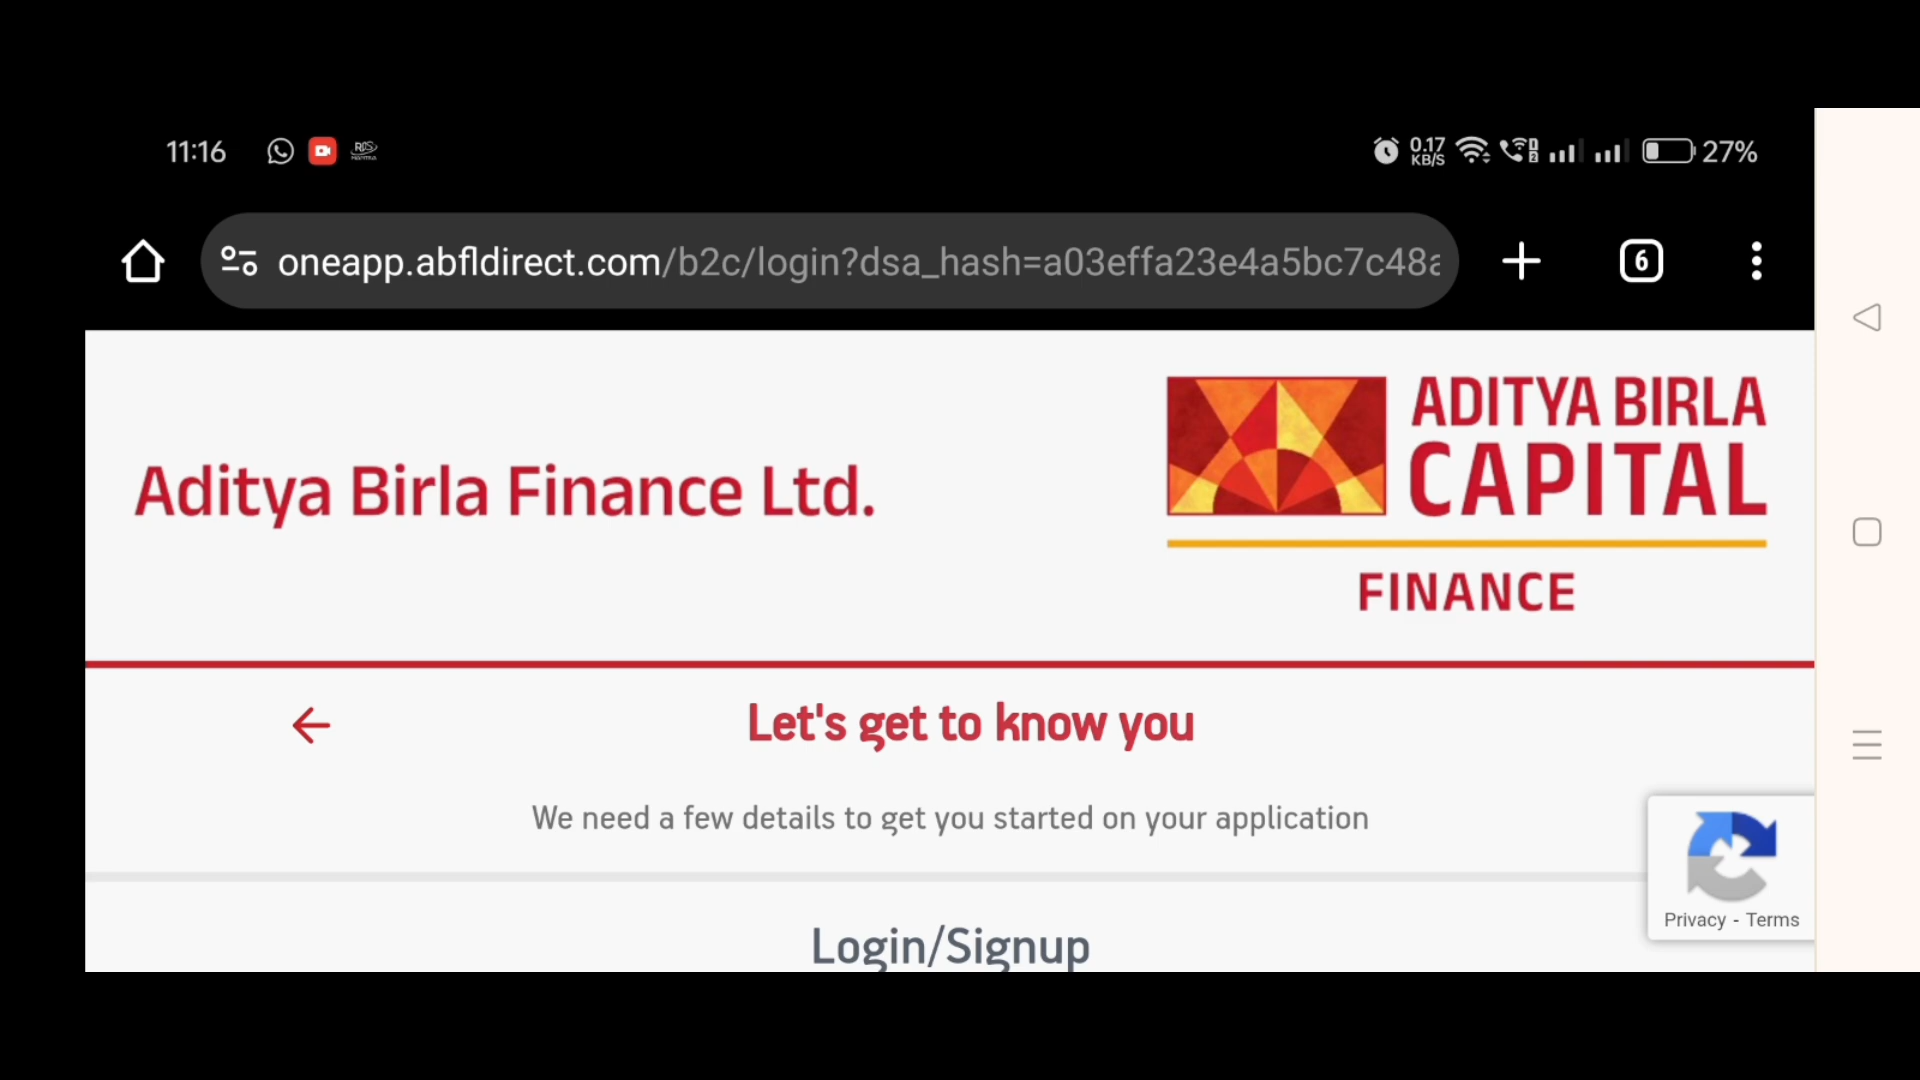 11:16
0.17
KB/S
27%
oneapp.abfldirect.com/b2c/login?dsa_hash=a03effa23e4a5bc7c48a
6
Aditya Birla Finance Ltd.
ADITYA BIRLA
CAPITAL
FINANCE
Let's get to know you
We need a few details to get you started on your application
Privacy - Terms
Login/Signup